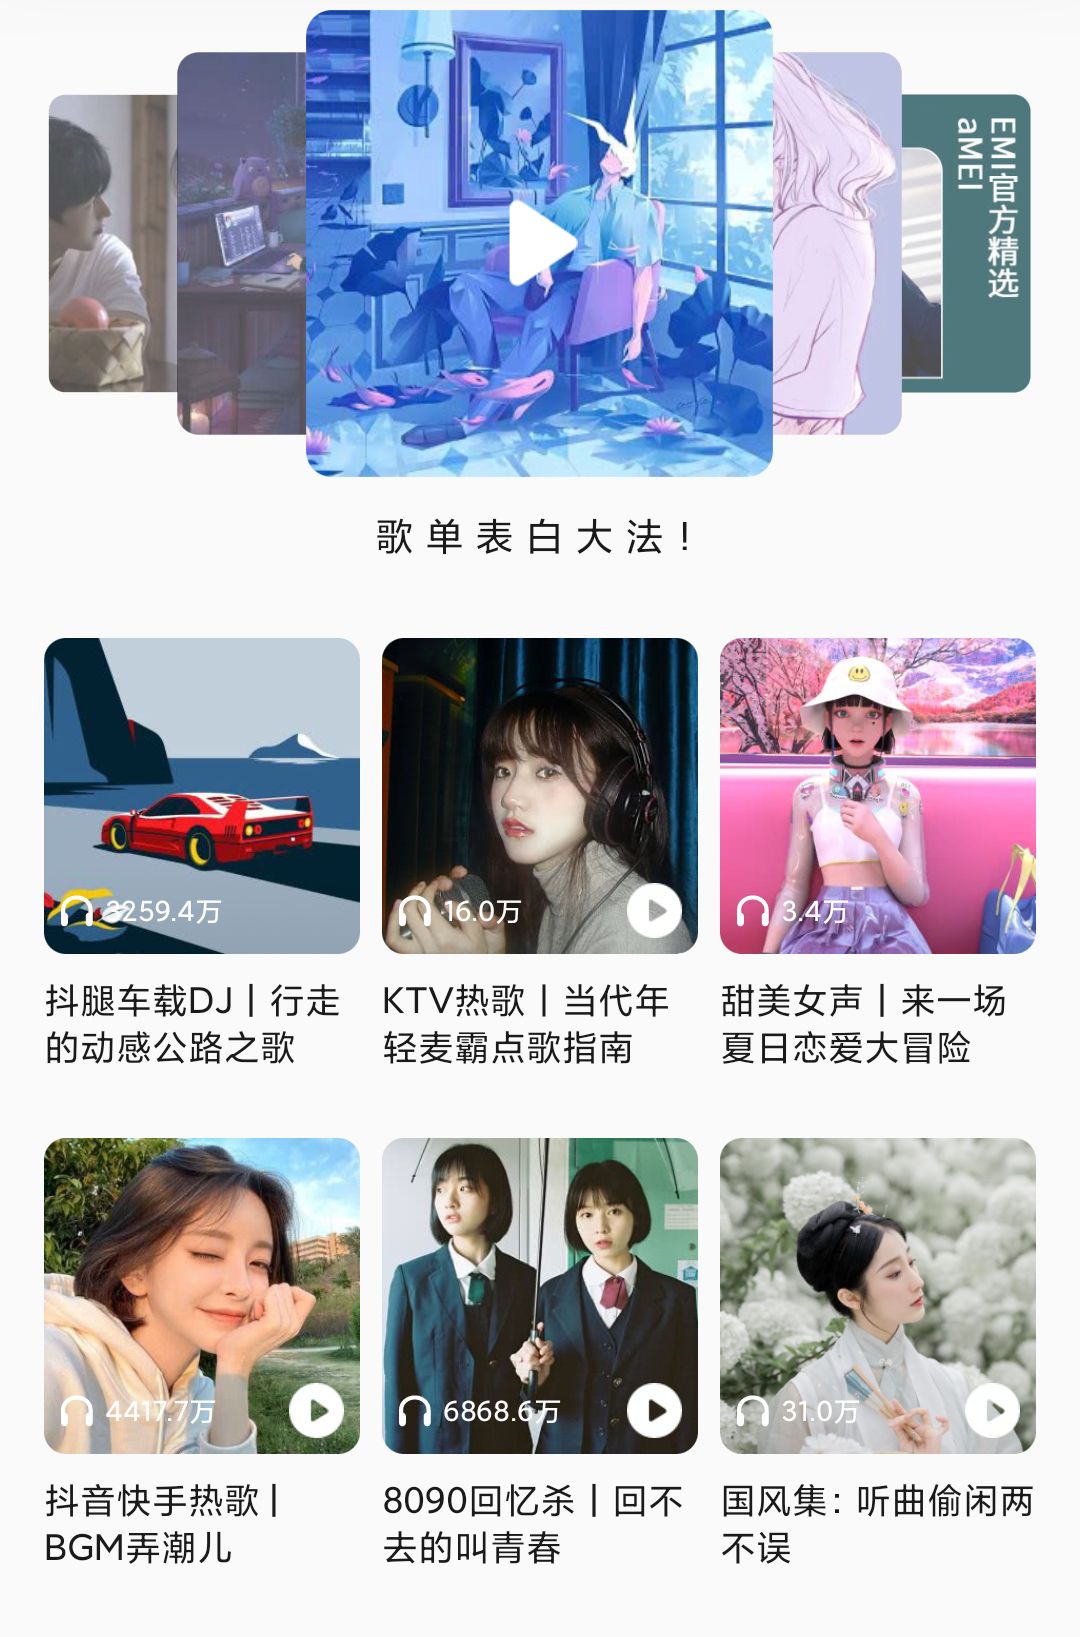 EMI官方精选
aMEI
歌单表白大法!
3259.4万
16.0万
3.4万
抖腿车载DJ丨行走
的动感公路之歌
KTV热歌丨当代年
轻麦霸点歌指南
甜美女声丨来一场
夏日恋爱大冒险
4417.7万
6868.6万
31.0万
抖音快手热歌丨
BGM弄潮儿
8090回忆杀丨回不
去的叫青春
国风集：听曲偷闲两
不误